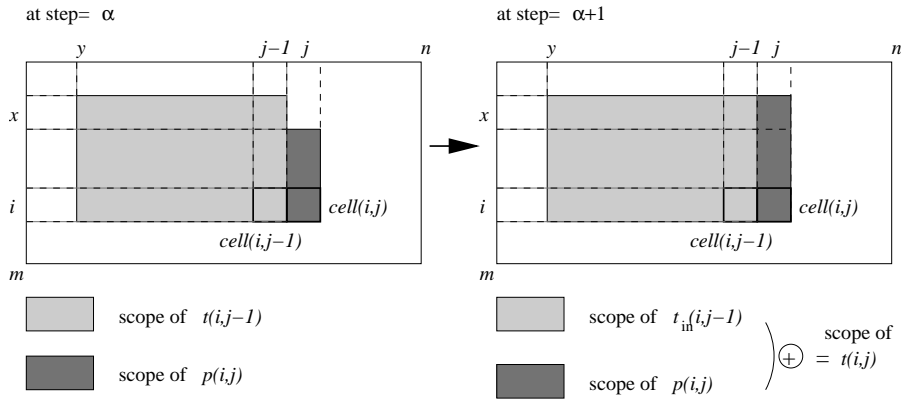 at step= α
y j−1 j n
x
i
cell(i,j)
cell(i,j−1)
m
scope of t(i,j−1)
scope of p(i,j)
at step= α+1
y j−1 j n
x
i
cell(i,j)
cell(i,j−1)
m
scope of t in(i,j−1)
scope of p(i,j)
+ = scope of t(i,j)